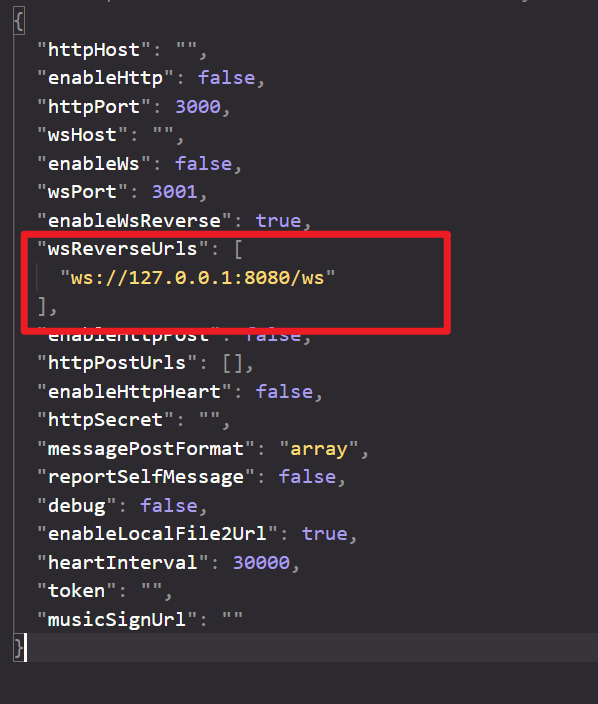 {
"httpHost": "",
"enableHttp": false,
"httpPort": 3000,
"wsHost": "",
"enableWs": false,
"wsPort": 3001,
"enableWsReverse": true,
"wsReverseUrls": [
"ws://127.0.0.1:8080/ws"
],
"enableHttpPost": false,
"httpPostUrls": [],
"enableHttpHeart": false,
"httpSecret": "",
"messagePostFormat": "array",
"reportSelfMessage": false,
"debug": false,
"enableLocalFile2Url": true,
"heartInterval": 30000,
"token": "",
"musicSignUrl": ""
}